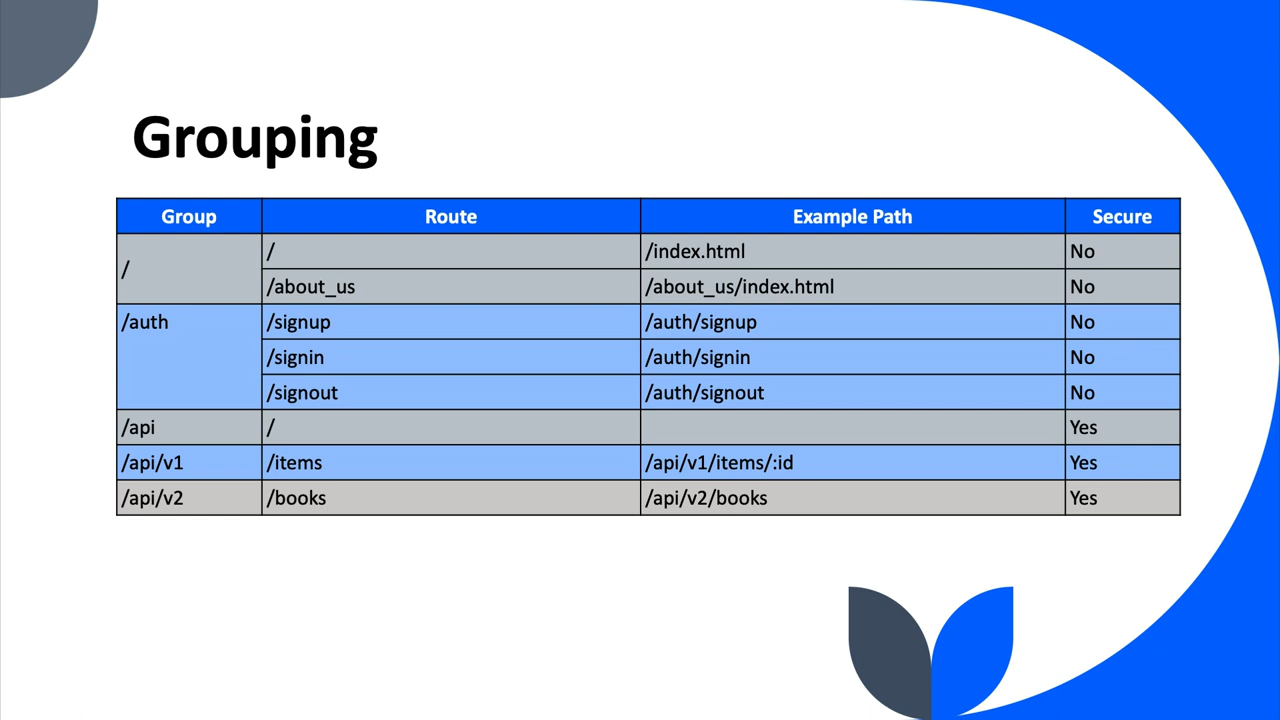 Grouping
Group Route Example Path Secure
/ / /index.html No
/about_us /about_us/index.html No
/auth /signup /auth/signup No
/signin /auth/signin No
/signout /auth/signout No
/api / Yes
/api/v1 /items /api/v1/items/:id Yes
/api/v2 /books /api/v2/books Yes